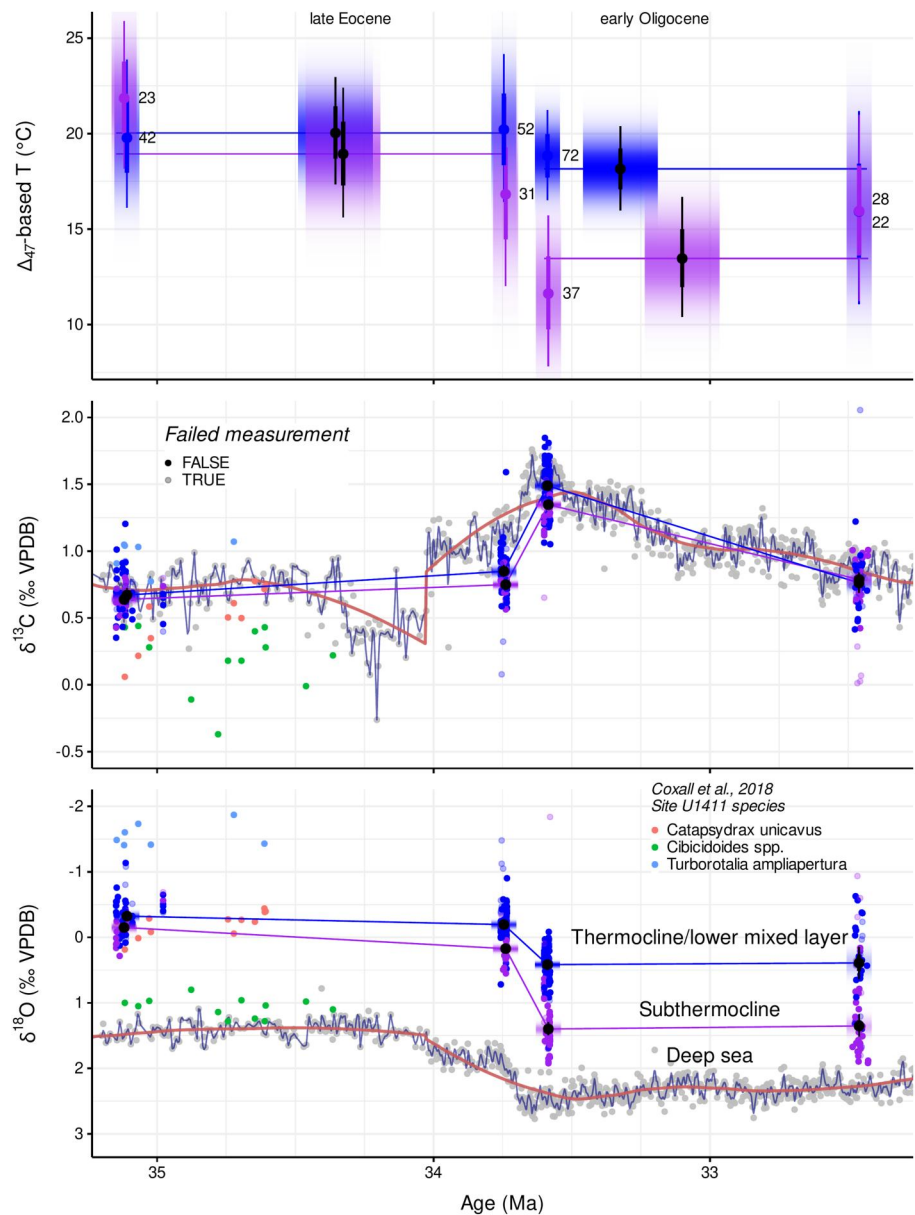 late Eocene
early Oligocene
25
20
15
10
Δ47-based T (°C)
23
42
52
31
72
37
28
22
2.0
1.5
1.0
0.5
0.0
-0.5
δ13C (‰ VPDB)
Failed measurement
FALSE
TRUE
-2
-1
0
1
2
3
δ18O (‰ VPDB)
Coxall et al., 2018
Site U1411 species
Catapsydrax unicavus
Cibicidoides spp.
Turborotalia ampliapertura
Thermocline/lower mixed layer
Subthermocline
Deep sea
35
34
33
Age (Ma)